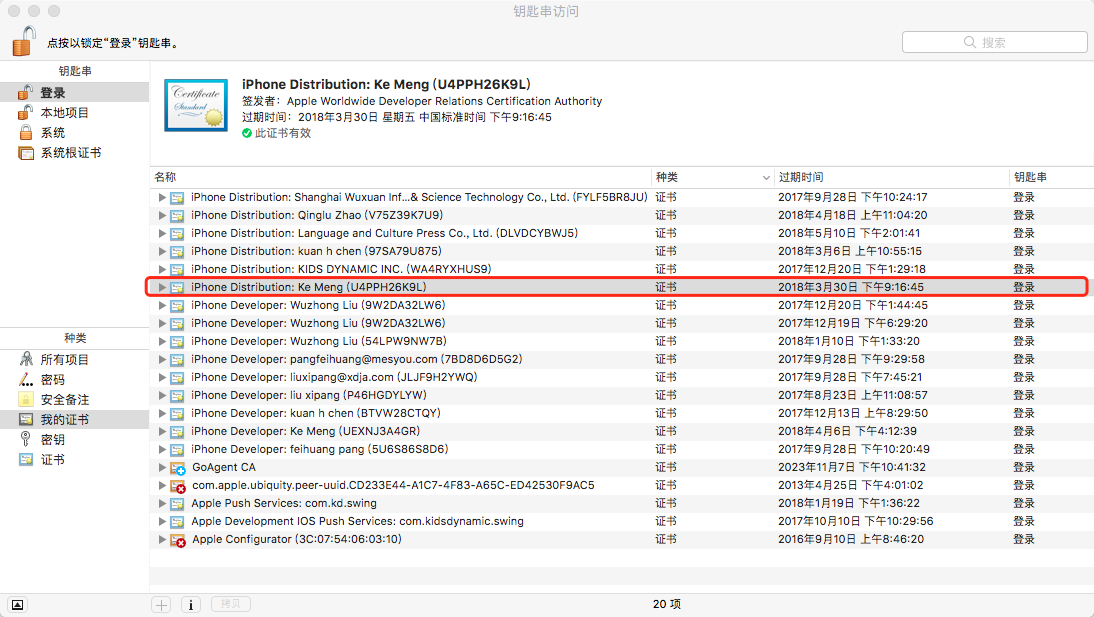 钥匙串访问
点按以锁定“登录”钥匙串。
搜索
钥匙串
登录
本地项目
系统
系统根证书
种类
所有项目
密码
安全备注
我的证书
密钥
证书
Certificate
Standard
iPhone Distribution: Ke Meng (U4PPH26K9L)
签发者：Apple Worldwide Developer Relations Certification Authority
过期时间：2018年3月30日 星期五 中国标准时间 下午9:16:45
此证书有效
名称 种类 过期时间 钥匙串
iPhone Distribution: Shanghai Wuxuan Inf...& Science Technology Co., Ltd. (FYLF5BR8JU) 证书 2017年9月28日 下午10:24:17 登录
iPhone Distribution: Qinglu Zhao (V75Z39K7U9) 证书 2018年4月18日 上午11:04:20 登录
iPhone Distribution: Language and Culture Press Co., Ltd. (DLVDCYBWJ5) 证书 2018年5月10日 下午2:01:41 登录
iPhone Distribution: kuan h chen (97SA79U875) 证书 2018年3月6日 上午10:55:15 登录
iPhone Distribution: KIDS DYNAMIC INC. (WA4RYXHUS9) 证书 2017年12月20日 下午1:29:18 登录
iPhone Distribution: Ke Meng (U4PPH26K9L) 证书 2018年3月30日 下午9:16:45 登录
iPhone Developer: Wuzhong Liu (9W2DA32LW6) 证书 2017年12月20日 下午1:44:45 登录
iPhone Developer: Wuzhong Liu (9W2DA32LW6) 证书 2017年12月19日 下午6:29:20 登录
iPhone Developer: Wuzhong Liu (54LPW9NW7B) 证书 2018年1月10日 下午1:33:20 登录
iPhone Developer: pangfeihuang@mesyou.com (7BD8D6D5G2) 证书 2017年9月28日 下午9:29:58 登录
iPhone Developer: liuxipang@xdja.com (JLJF9H2YWQ) 证书 2017年9月28日 下午7:45:21 登录
iPhone Developer: liu xipang (P46HGDYLYW) 证书 2017年8月23日 上午11:08:57 登录
iPhone Developer: kuan h chen (BTVW28CTQY) 证书 2017年12月13日 上午8:29:50 登录
iPhone Developer: Ke Meng (UEXNJ3A4GR) 证书 2018年4月6日 下午4:12:39 登录
iPhone Developer: feihuang pang (5U6S86S8D6) 证书 2017年9月28日 下午10:20:49 登录
GoAgent CA 证书 2023年11月7日 下午10:41:32 登录
com.apple.ubiquity.peer-uuid.CD233E44-A1C7-4F83-A65C-ED42530F9AC5 证书 2013年4月25日 下午4:01:02 登录
Apple Push Services: com.kd.swing 证书 2018年1月19日 下午1:36:22 登录
Apple Development IOS Push Services: com.kidsdynamic.swing 证书 2017年10月10日 下午10:29:56 登录
Apple Configurator (3C:07:54:06:03:10) 证书 2016年9月10日 上午8:46:20 登录
拷贝
20 项